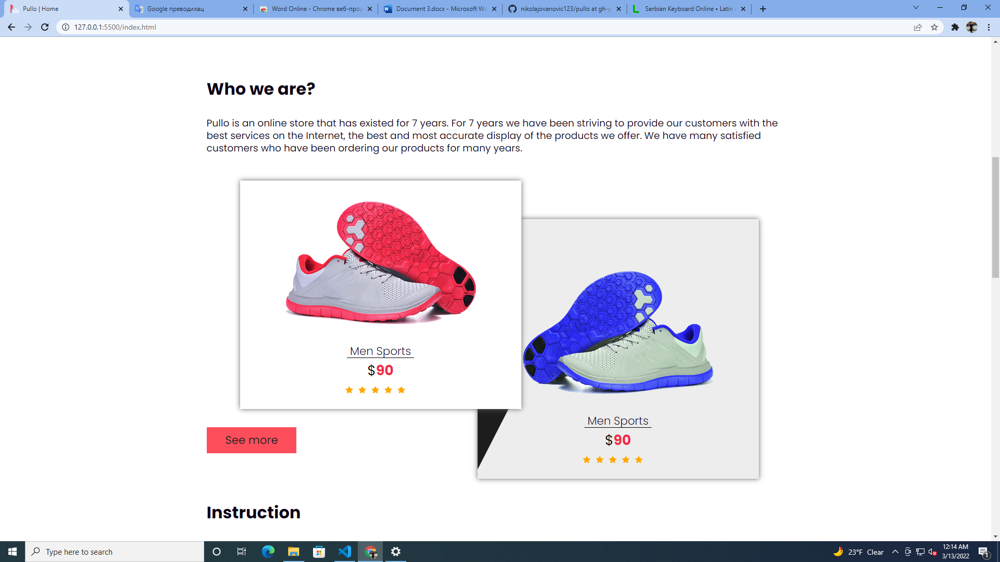 Pullo | Home
Google преводилац
Word Online - Chrome веб-прод
Document 3.docx - Microsoft Wo
nikolajovanovic123/pullo at gh-p
Serbian Keyboard Online • Latin
127.0.0.1:5500/index.html
Who we are?
Pullo is an online store that has existed for 7 years. For 7 years we have been striving to provide our customers with the
best services on the Internet, the best and most accurate display of the products we offer. We have many satisfied
customers who have been ordering our products for many years.
Men Sports
$90
Men Sports
$90
See more
Instruction
Type here to search
23°F Clear
12:14 AM
3/13/2022
1